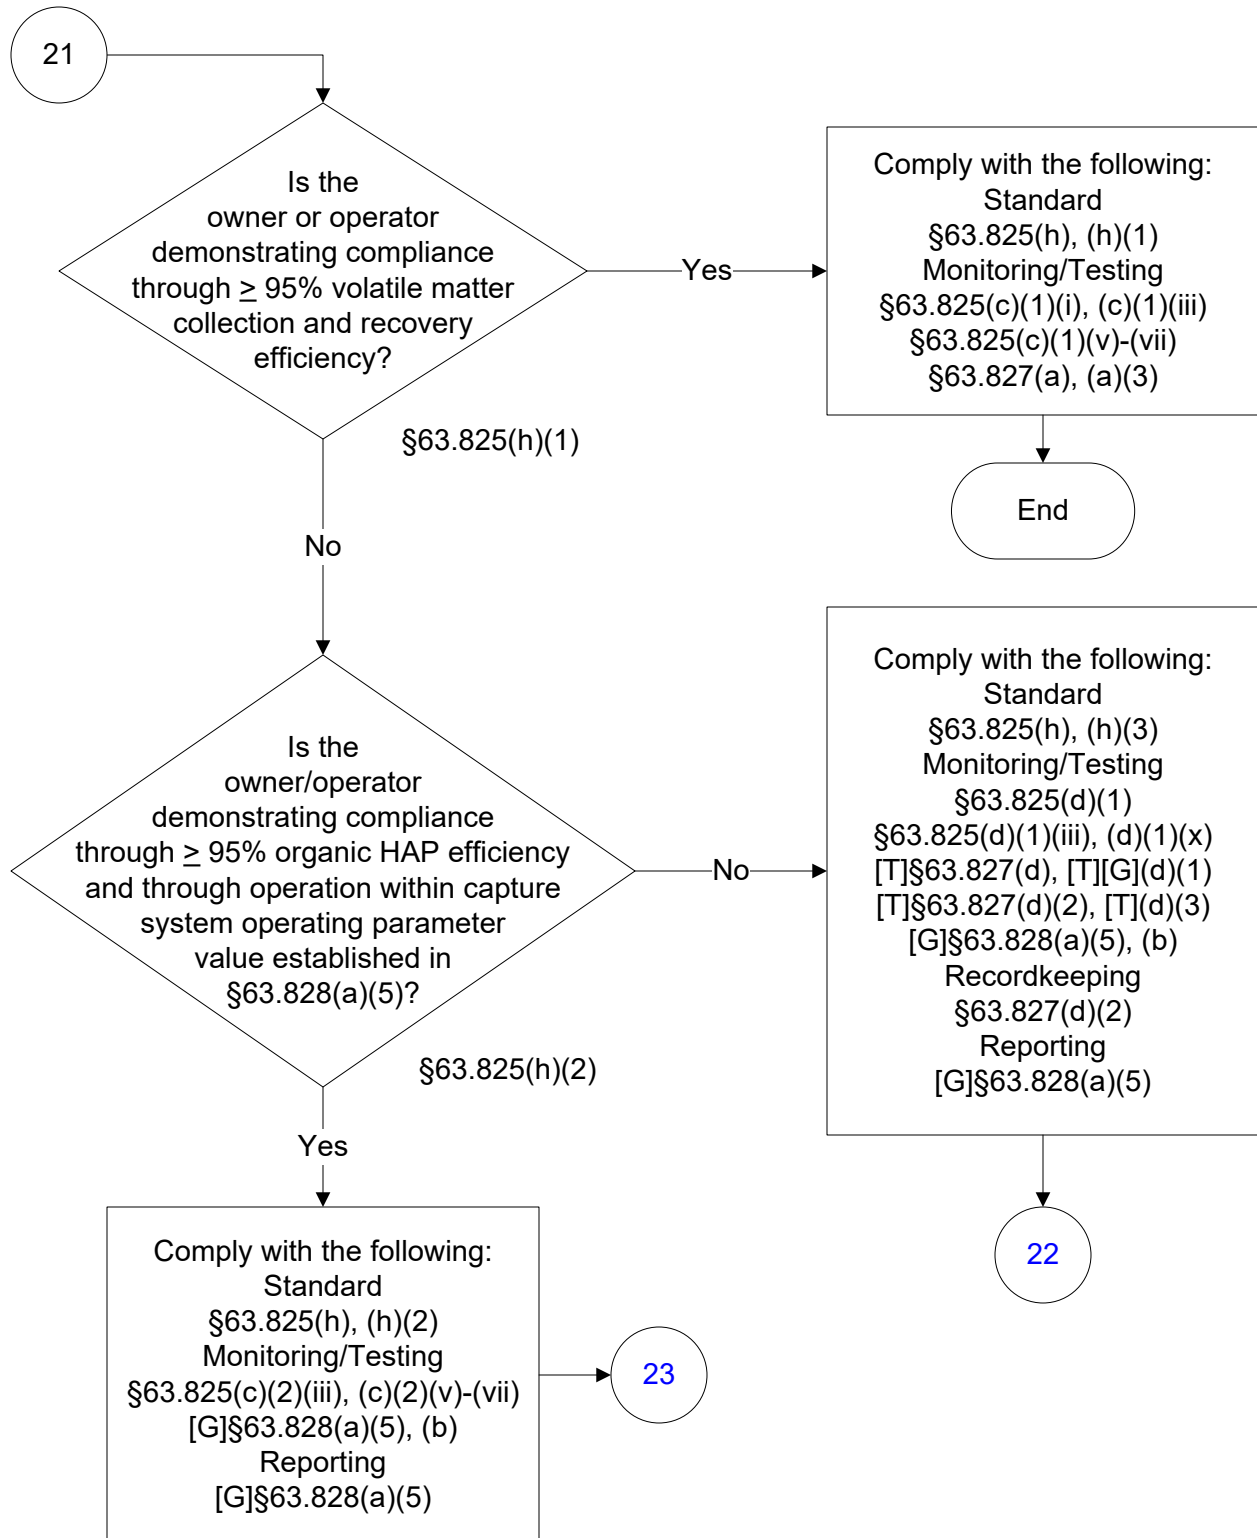 21
Is the
owner or operator
demonstrating compliance
through ≥ 95% volatile matter
collection and recovery
efficiency?
Yes
§63.825(h)(1)
Comply with the following:
Standard
§63.825(h), (h)(1)
Monitoring/Testing
§63.825(c)(1)(i), (c)(1)(iii)
§63.825(c)(1)(v)-(vii)
§63.827(a), (a)(3)
End
No
Is the
owner/operator
demonstrating compliance
through ≥ 95% organic HAP efficiency
and through operation within capture
system operating parameter
value established in
§63.828(a)(5)?
No
§63.825(h)(2)
Comply with the following:
Standard
§63.825(h), (h)(3)
Monitoring/Testing
§63.825(d)(1)
§63.825(d)(1)(iii), (d)(1)(x)
[T]§63.827(d), [T][G](d)(1)
[T]§63.827(d)(2), [T](d)(3)
[G]§63.828(a)(5), (b)
Recordkeeping
§63.827(d)(2)
Reporting
[G]§63.828(a)(5)
22
Yes
Comply with the following:
Standard
§63.825(h), (h)(2)
Monitoring/Testing
§63.825(c)(2)(iii), (c)(2)(v)-(vii)
[G]§63.828(a)(5), (b)
Reporting
[G]§63.828(a)(5)
23